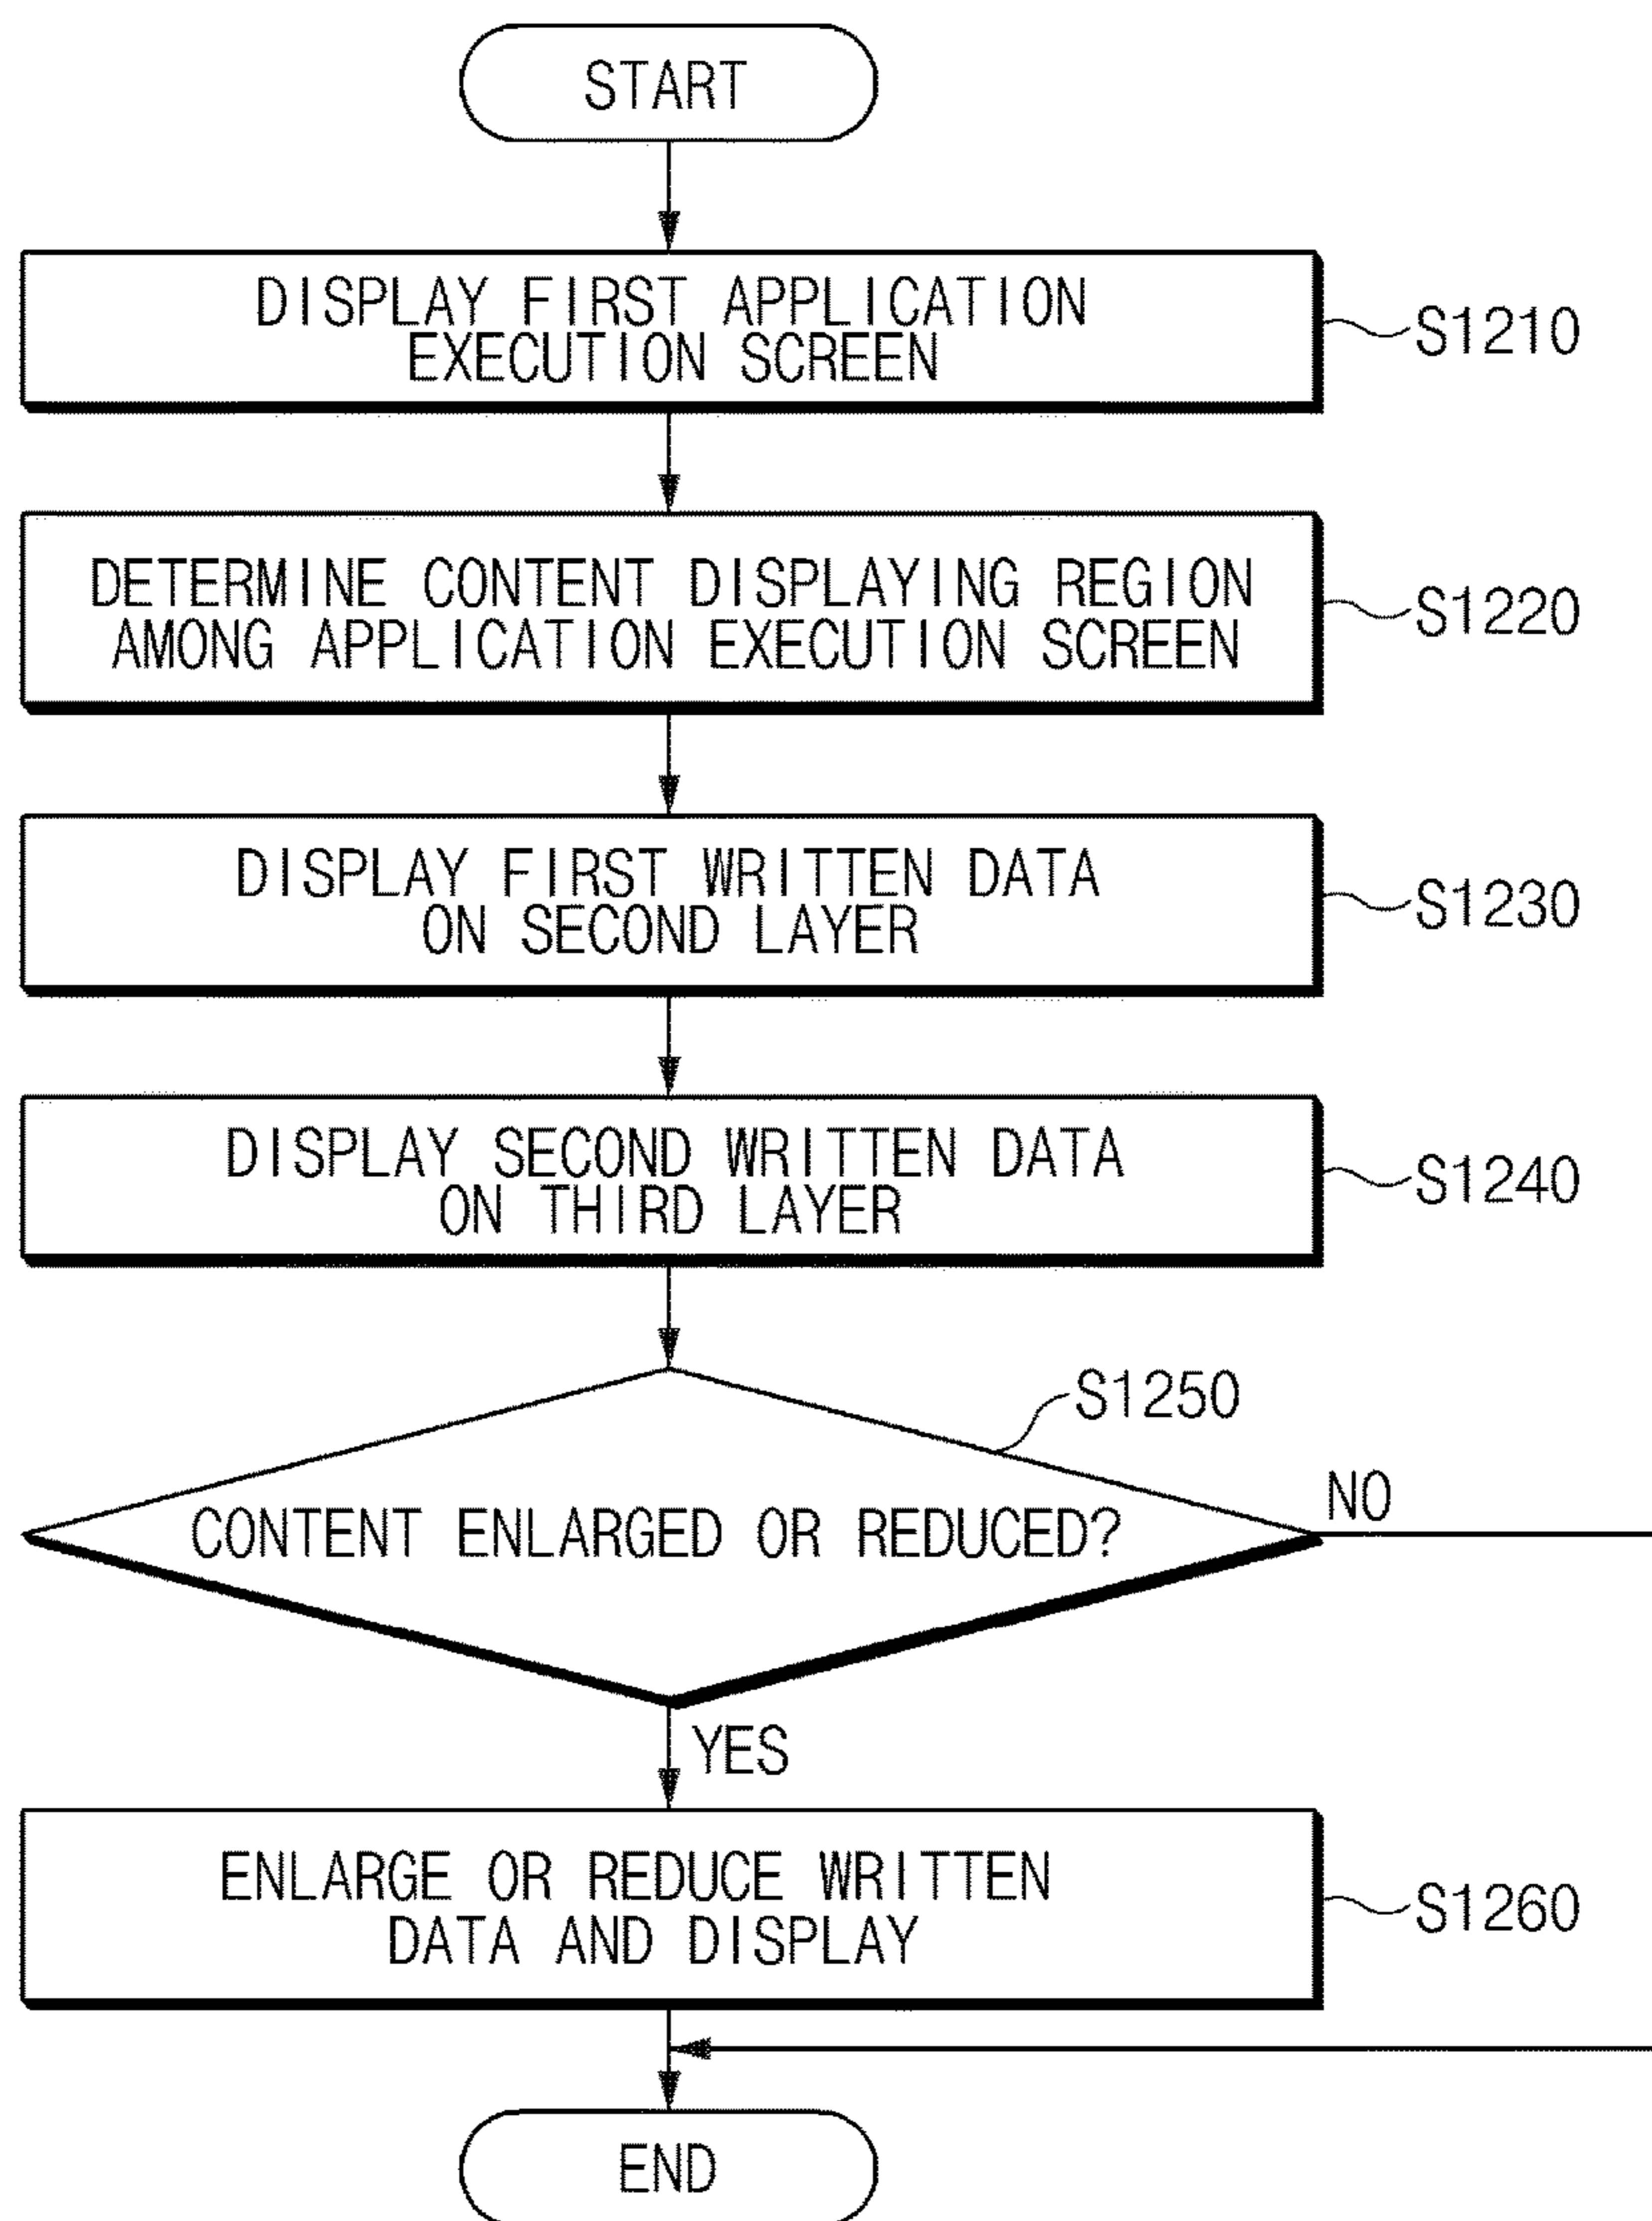 START
DISPLAY FIRST APPLICATION
EXECUTION SCREEN
S1210
DETERMINE CONTENT DISPLAYING REGION
AMONG APPLICATION EXECUTION SCREEN
S1220
DISPLAY FIRST WRITTEN DATA
ON SECOND LAYER
S1230
DISPLAY SECOND WRITTEN DATA
ON THIRD LAYER
S1240
S1250
CONTENT ENLARGED OR REDUCED?
NO
YES
ENLARGE OR REDUCE WRITTEN
DATA AND DISPLAY
S1260
END